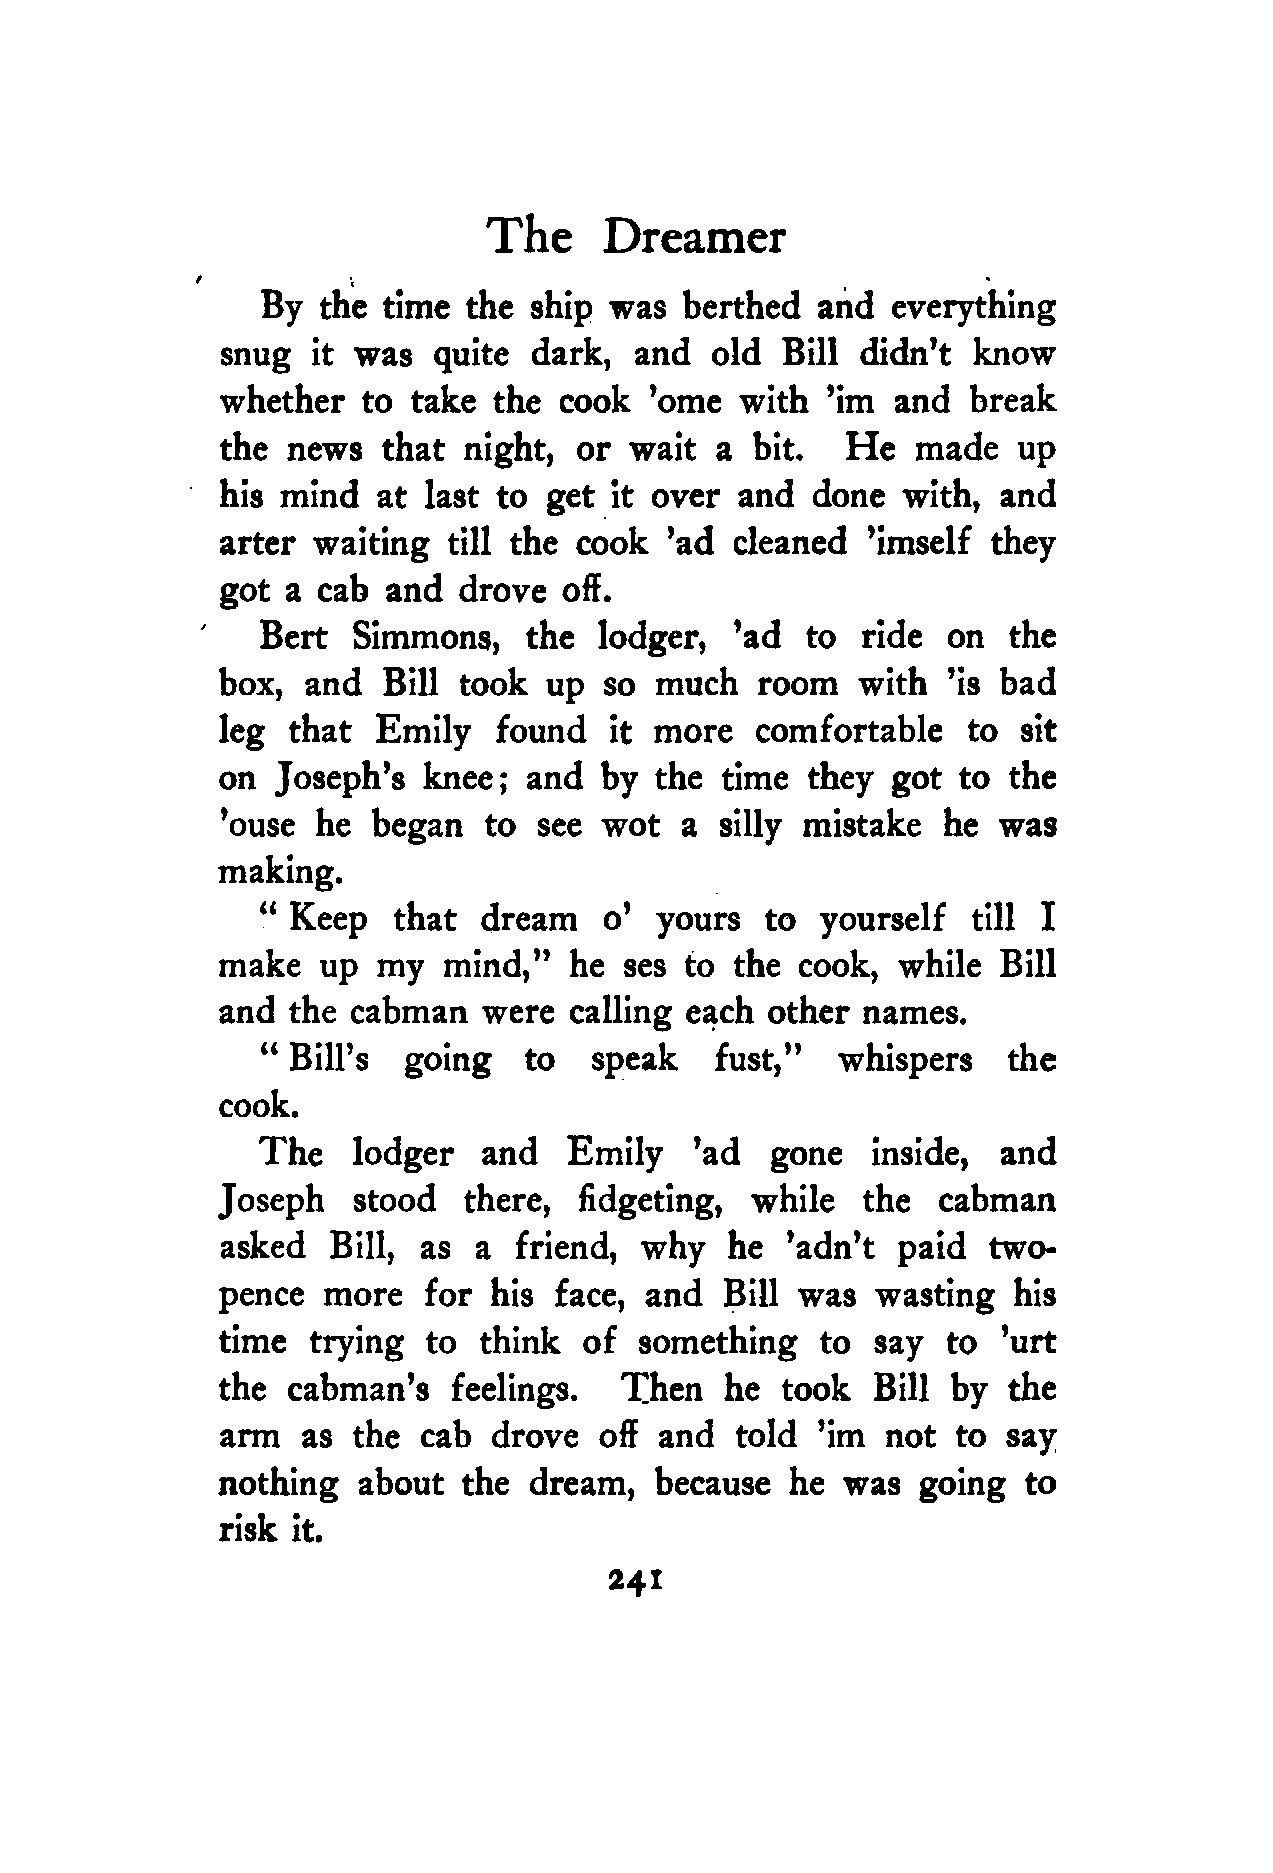 The Dreamer
By the time the ship was berthed and everything
snug it was quite dark, and old Bill didn't know
whether to take the cook 'ome with 'im and break
the news that night, or wait a bit. He made up
his mind at last to get it over and done with, and
arter waiting till the cook 'ad cleaned 'imself they
got a cab and drove off.
Bert Simmons, the lodger, 'ad to ride on the
box, and Bill took up so much room with 'is bad
leg that Emily found it more comfortable to sit
on Joseph's knee; and by the time they got to the
'ouse he began to see wot a silly mistake he was
making.
" Keep that dream o' yours to yourself till I
make up my mind," he ses to the cook, while Bill
and the cabman were calling each other names.
" Bill's going to speak fust," whispers the
cook.
The lodger and Emily 'ad gone inside, and
Joseph stood there, fidgeting, while the cabman
asked Bill, as a friend, why he 'adn't paid two-
pence more for his face, and Bill was wasting his
time trying to think of something to say to 'urt
the cabman's feelings. Then he took Bill by the
arm as the cab drove off and told 'im not to say
nothing about the dream, because he was going to
risk it.
241